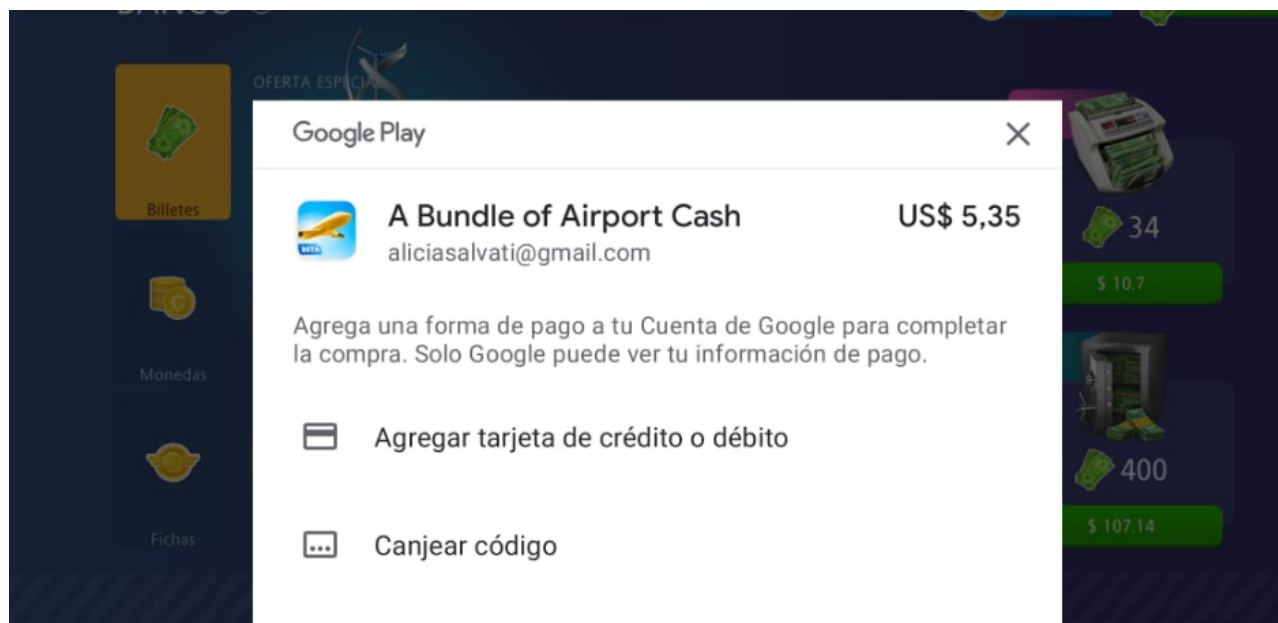 BANCO
OFERTA ESPECIAL
Billetes
Monedas
Fichas
Google Play
A Bundle of Airport Cash
US$ 5,35
aliciasalvati@gmail.com
BETA
Agrega una forma de pago a tu Cuenta de Google para completar
la compra. Solo Google puede ver tu información de pago.
Agregar tarjeta de crédito o débito
Canjear código
34
$ 10.7
400
$ 107.14